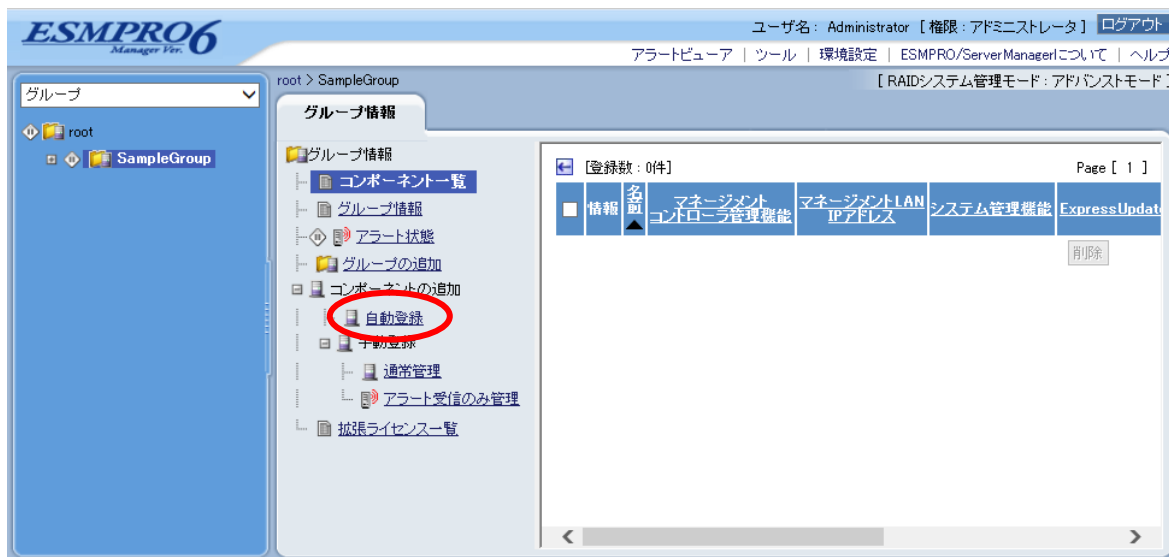 ESMPRO6
Manager Ver.
ユーザ名： Administrator [ 権限：アドミニストレータ ] ログアウト
アラートビューア | ツール | 環境設定 | ESMPRO/ServerManagerについて | ヘルプ
グループ
root
SampleGroup
root > SampleGroup
[ RAIDシステム管理モード：アドバンストモード ]
グループ情報
グループ情報
コンポーネント一覧
グループ情報
アラート状態
グループの追加
コンポーネントの追加
自動登録
手動登録
通常管理
アラート受信のみ管理
拡張ライセンス一覧
[登録数：0件]
Page [ 1 ]
情報 名前 マネージメントコントローラ管理機能 マネージメントLAN IPアドレス システム管理機能 ExpressUpdate
削除